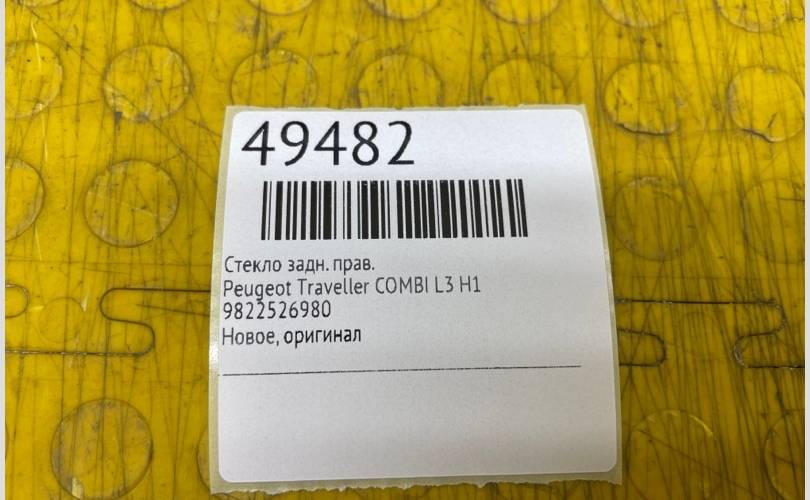 49482
Стекло задн. прав.
Peugeot Traveller COMBI L3 H1
9822526980
Новое, оригинал